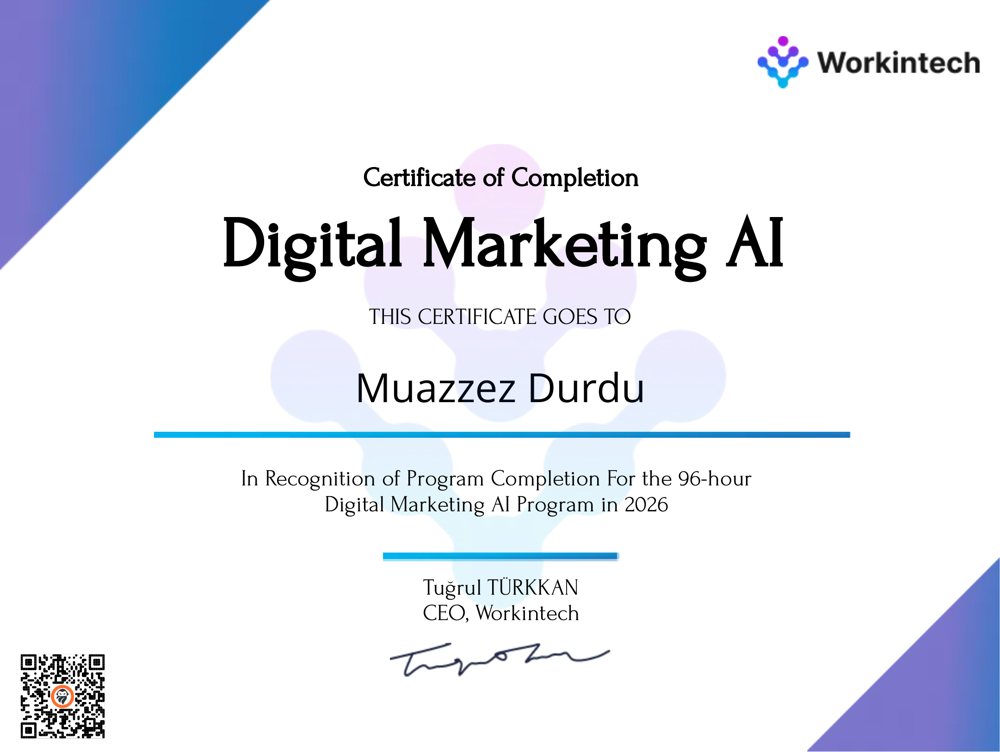 Workintech
Certificate of Completion
Digital Marketing AI
THIS CERTIFICATE GOES TO
Muazzez Durdu
In Recognition of Program Completion For the 96-hour
Digital Marketing AI Program in 2026
Tuğrul TÜRKKAN
CEO, Workintech